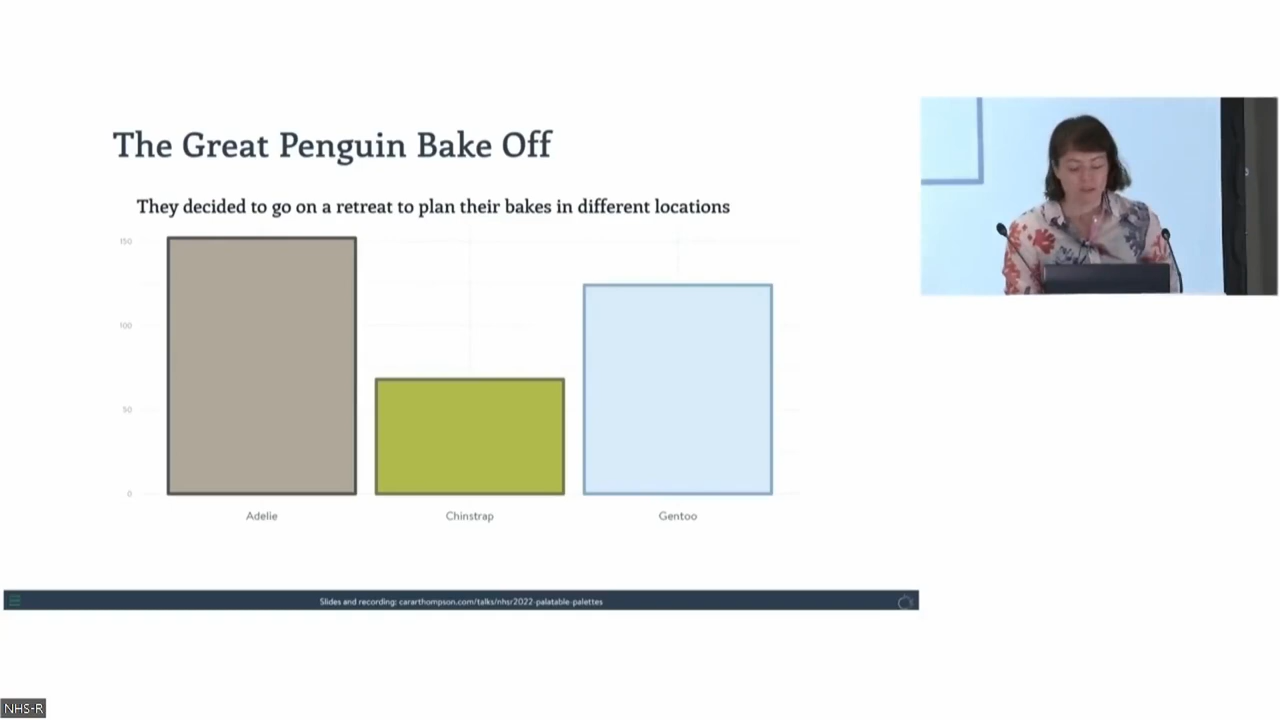 The Great Penguin Bake Off
They decided to go on a retreat to plan their bakes in different locations
150
100
50
0
Adelie
Chinstrap
Gentoo
Slides and recording: cararthompson.com/talks/nhsr2022-palatable-palettes
NHS-R